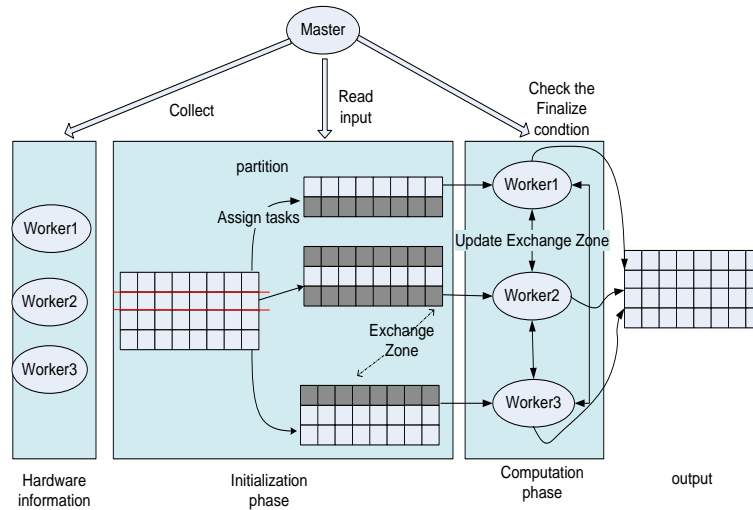 Master
Collect
Read
input
Check the
Finalize
condtion
partition
Assign tasks
Exchange
Zone
Worker1
Worker2
Worker3
Worker1
Update Exchange Zone
Worker2
Worker3
Hardware
information
Initialization
phase
Computation
phase
output